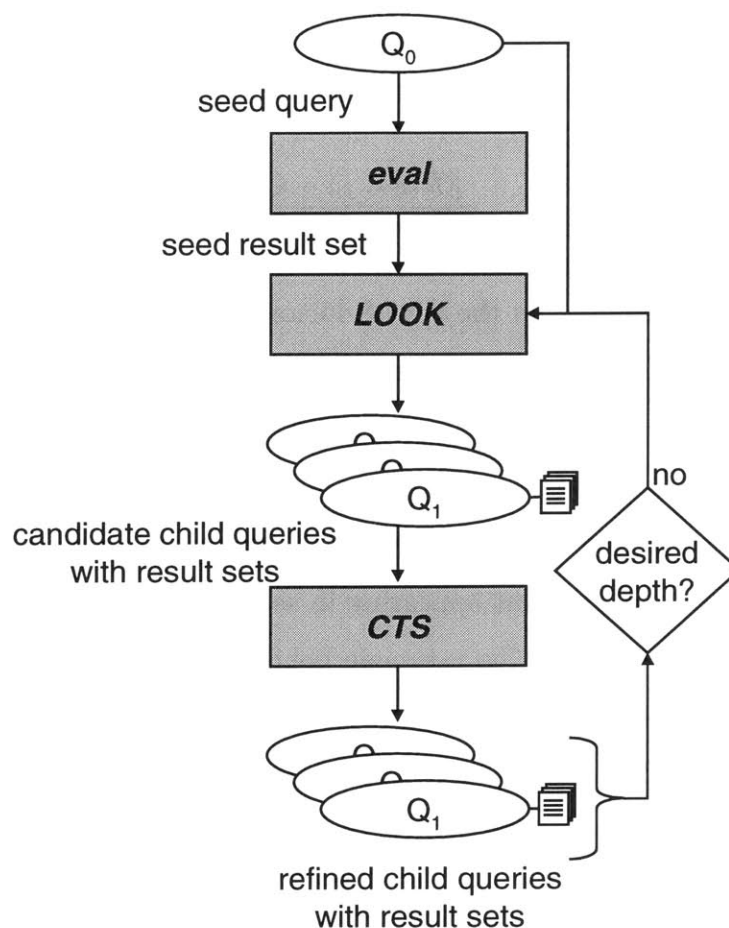 Q0
seed query
eval
seed result set
LOOK
Q1
no
candidate child queries
with result sets
desired
depth?
CTS
Q1
refined child queries
with result sets